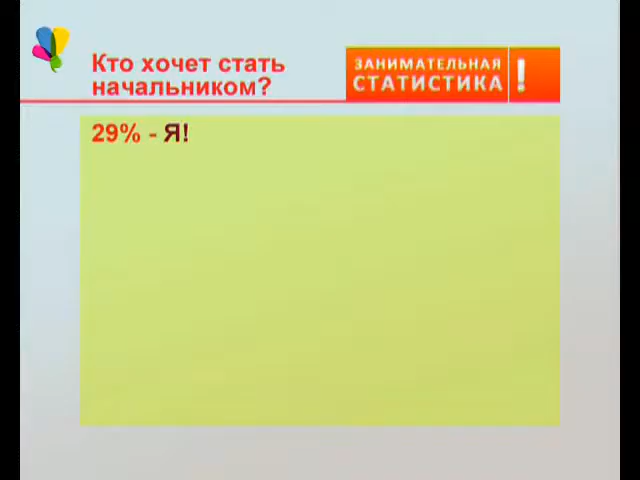 Кто хочет стать
начальником?
ЗАНИМАТЕЛЬНАЯ
СТАТИСТИКА !
29% - Я!